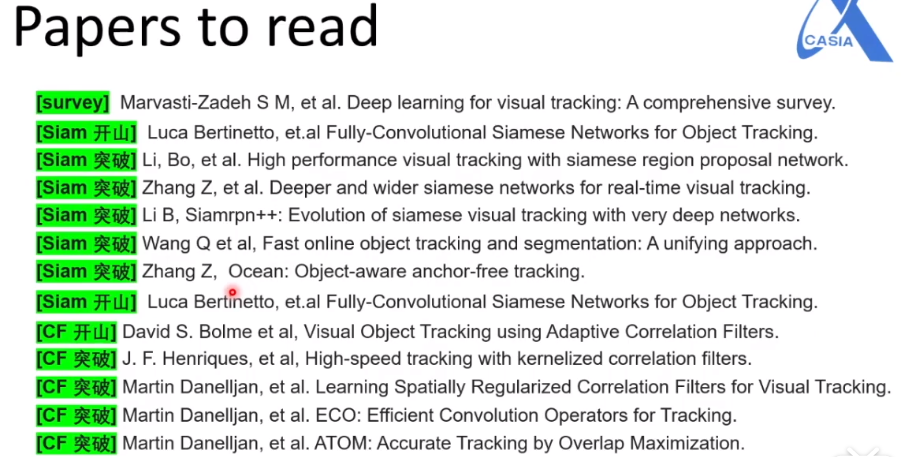 Papers to read
CASIA
[survey] Marvasti-Zadeh S M, et al. Deep learning for visual tracking: A comprehensive survey.
[Siam 开山] Luca Bertinetto, et.al Fully-Convolutional Siamese Networks for Object Tracking.
[Siam 突破] Li, Bo, et al. High performance visual tracking with siamese region proposal network.
[Siam 突破] Zhang Z, et al. Deeper and wider siamese networks for real-time visual tracking.
[Siam 突破] Li B, Siamrpn++: Evolution of siamese visual tracking with very deep networks.
[Siam 突破] Wang Q et al, Fast online object tracking and segmentation: A unifying approach.
[Siam 突破] Zhang Z, Ocean: Object-aware anchor-free tracking.
[Siam 开山] Luca Bertinetto, et.al Fully-Convolutional Siamese Networks for Object Tracking.
[CF 开山] David S. Bolme et al, Visual Object Tracking using Adaptive Correlation Filters.
[CF 突破] J. F. Henriques, et al, High-speed tracking with kernelized correlation filters.
[CF 突破] Martin Danelljan, et al. Learning Spatially Regularized Correlation Filters for Visual Tracking.
[CF 突破] Martin Danelljan, et al. ECO: Efficient Convolution Operators for Tracking.
[CF 突破] Martin Danelljan, et al. ATOM: Accurate Tracking by Overlap Maximization.